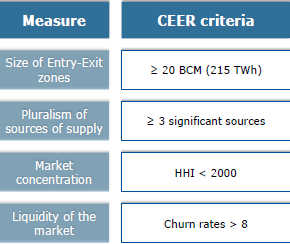 Measure
CEER criteria
Size of Entry-Exit
zones
≥ 20 BCM (215 TWh)
Pluralism of
sources of supply
≥ 3 significant sources
Market
concentration
HHI < 2000
Liquidity of the
market
Churn rates > 8